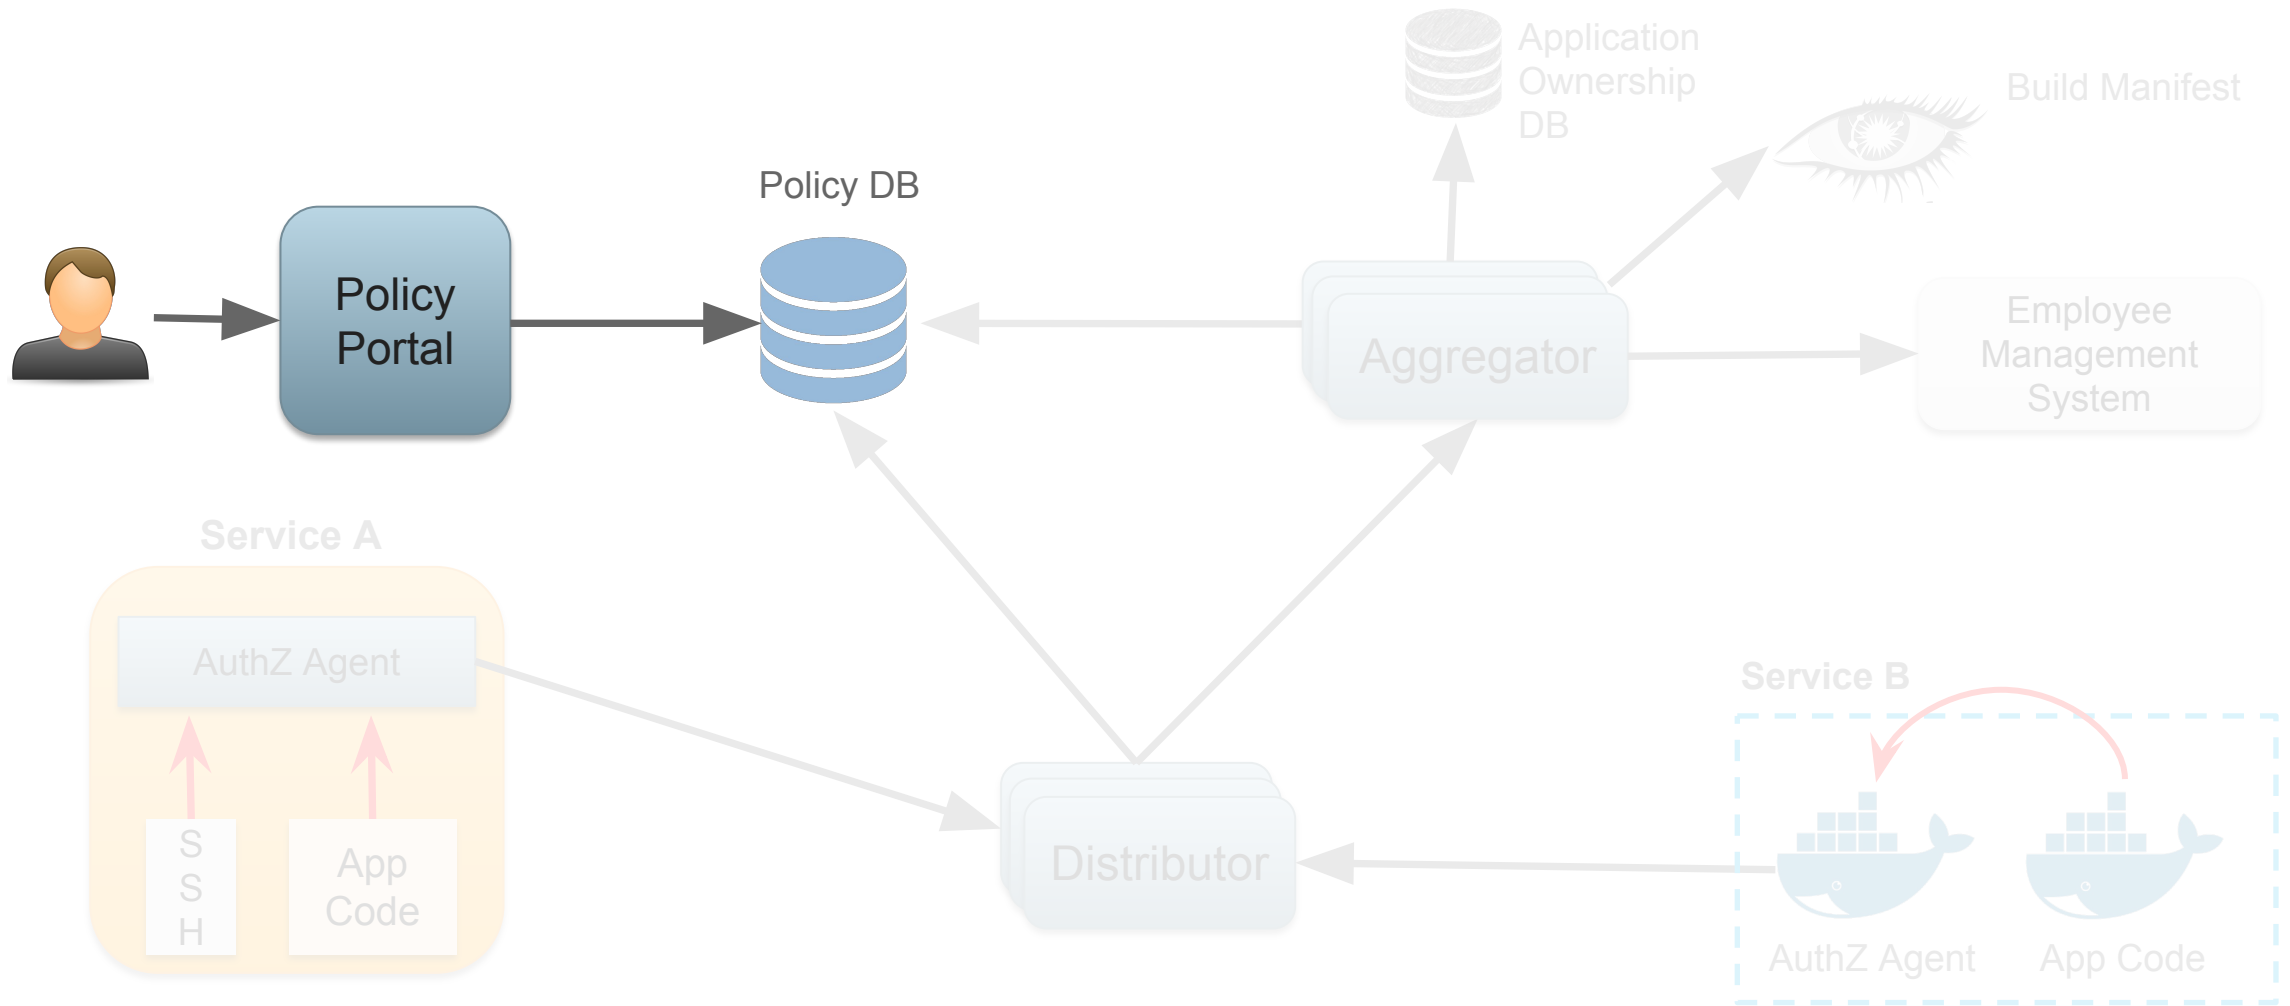 Application
Ownership
DB
Build Manifest
Policy DB
Policy
Portal
Aggregator
Employee
Management
System
Service A
AuthZ Agent
S
S
H
App
Code
Distributor
Service B
AuthZ Agent
App Code